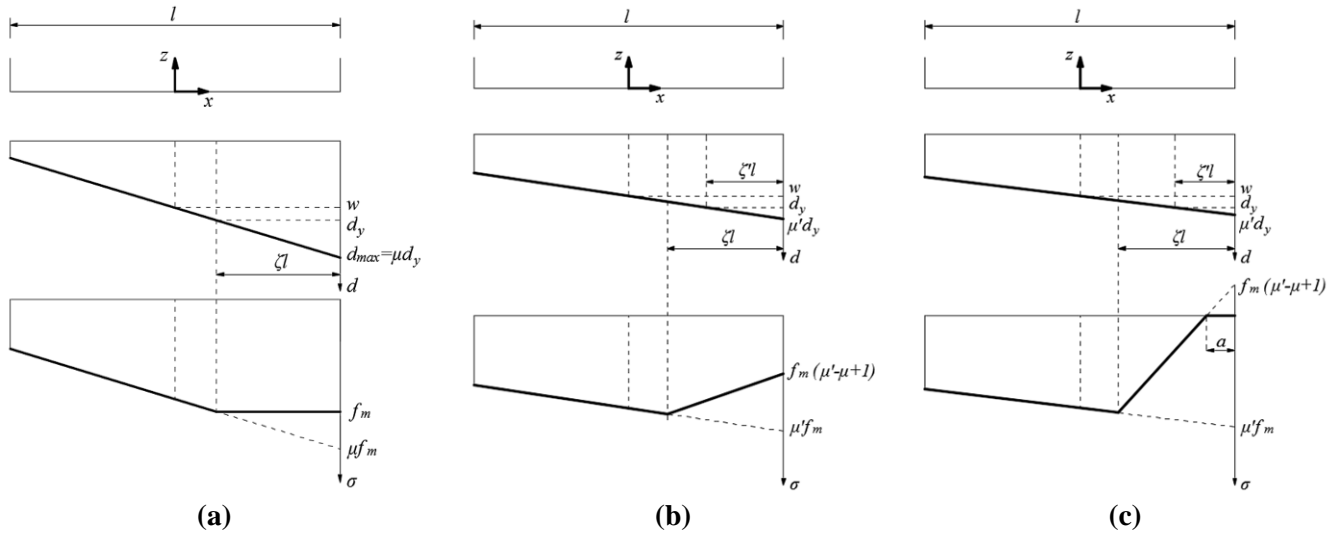 l
z
x
w
d_y
d_max=μd_y
ζl
d
f_m
μf_m
σ
(a)
l
z
x
ζ'l
w
d_y
μ'd_y
ζl
d
f_m (μ'-μ+1)
μ'f_m
σ
(b)
l
z
x
ζ'l
w
d_y
μ'd_y
ζl
d
f_m (μ'-μ+1)
a
μ'f_m
σ
(c)